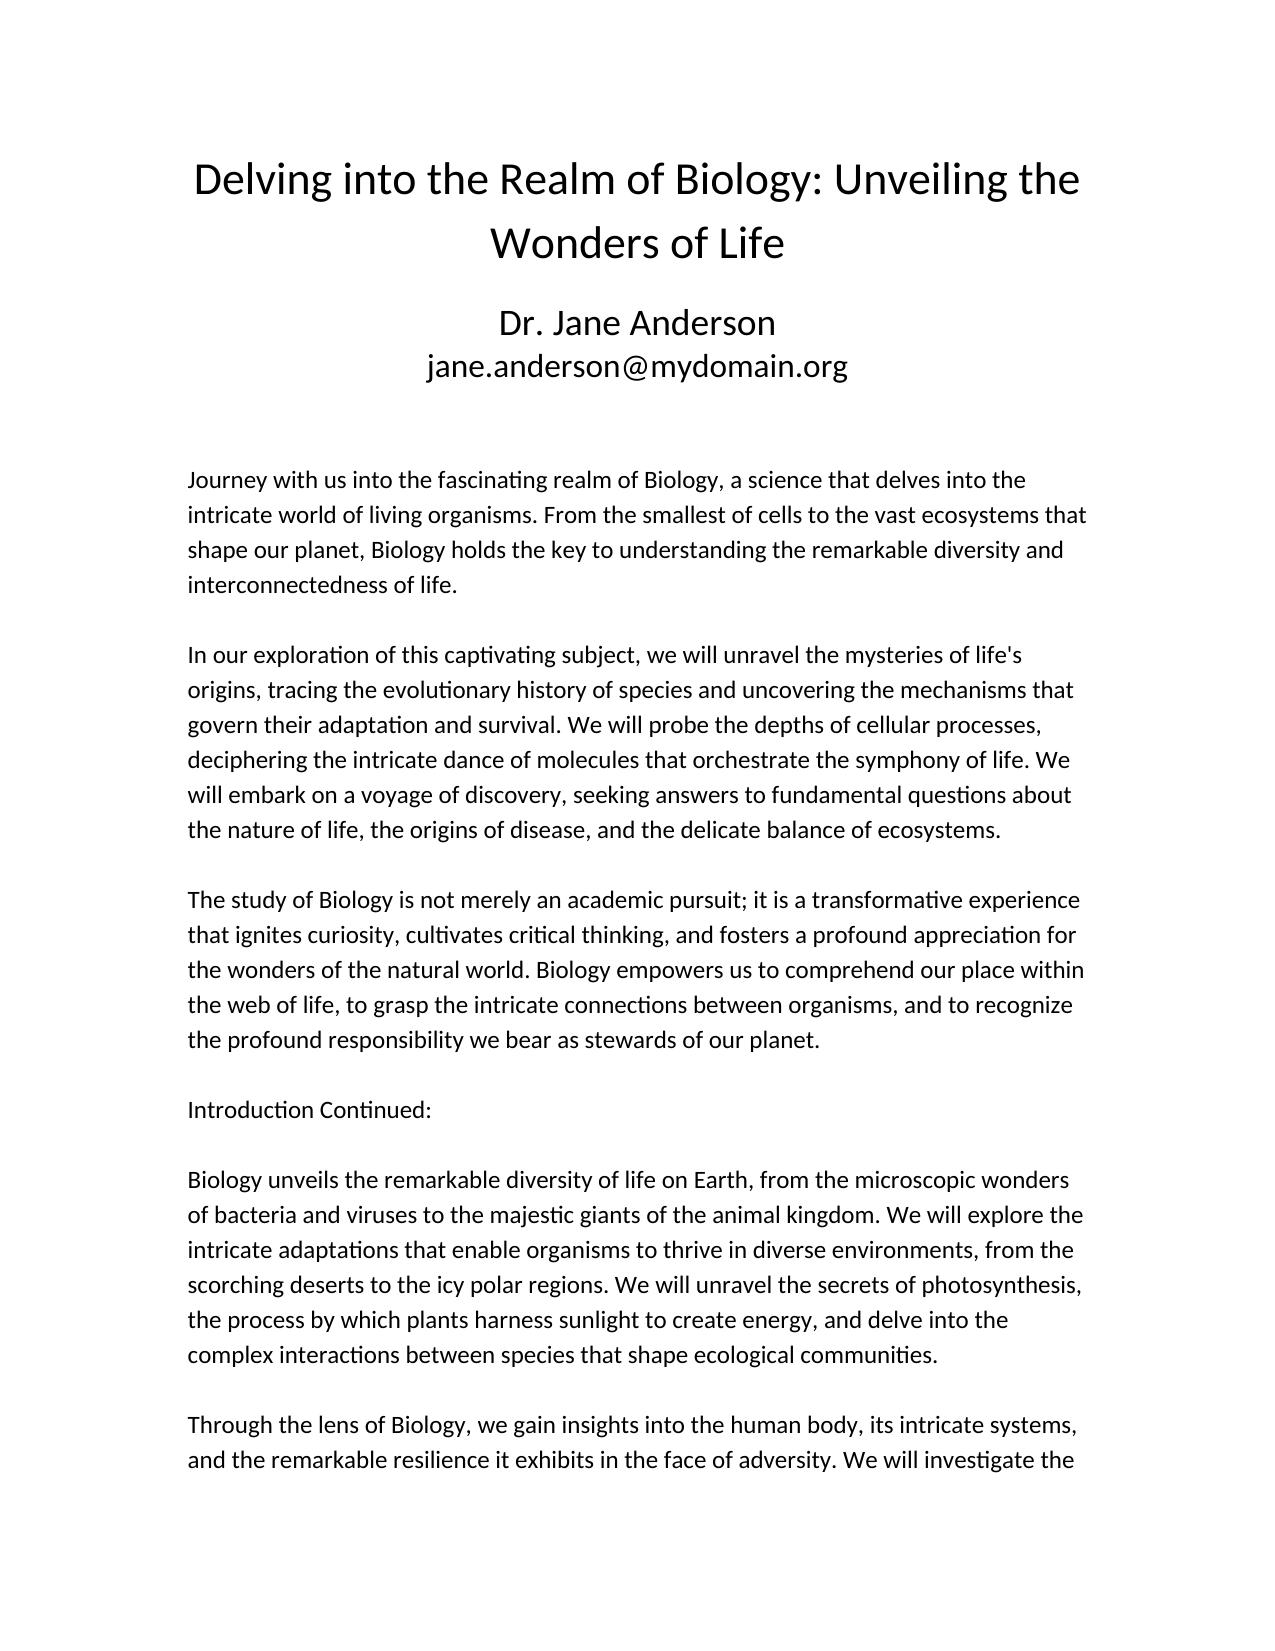 Delving into the Realm of Biology: Unveiling the
Wonders of Life
Dr. Jane Anderson
jane.anderson@mydomain.org
Journey with us into the fascinating realm of Biology, a science that delves into the
intricate world of living organisms. From the smallest of cells to the vast ecosystems that
shape our planet, Biology holds the key to understanding the remarkable diversity and
interconnectedness of life.
In our exploration of this captivating subject, we will unravel the mysteries of life's
origins, tracing the evolutionary history of species and uncovering the mechanisms that
govern their adaptation and survival. We will probe the depths of cellular processes,
deciphering the intricate dance of molecules that orchestrate the symphony of life. We
will embark on a voyage of discovery, seeking answers to fundamental questions about
the nature of life, the origins of disease, and the delicate balance of ecosystems.
The study of Biology is not merely an academic pursuit; it is a transformative experience
that ignites curiosity, cultivates critical thinking, and fosters a profound appreciation for
the wonders of the natural world. Biology empowers us to comprehend our place within
the web of life, to grasp the intricate connections between organisms, and to recognize
the profound responsibility we bear as stewards of our planet.
Introduction Continued:
Biology unveils the remarkable diversity of life on Earth, from the microscopic wonders
of bacteria and viruses to the majestic giants of the animal kingdom. We will explore the
intricate adaptations that enable organisms to thrive in diverse environments, from the
scorching deserts to the icy polar regions. We will unravel the secrets of photosynthesis,
the process by which plants harness sunlight to create energy, and delve into the
complex interactions between species that shape ecological communities.
Through the lens of Biology, we gain insights into the human body, its intricate systems,
and the remarkable resilience it exhibits in the face of adversity. We will investigate the